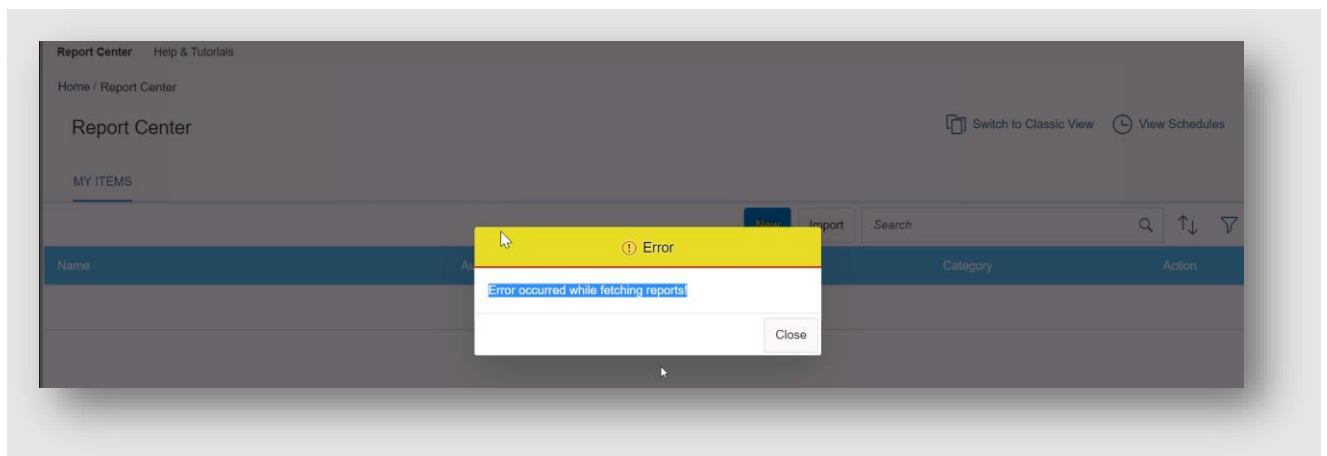 Report Center Help & Tutorials
Home / Report Center
Report Center
Switch to Classic View View Schedules
MY ITEMS
New Import Search
Error
Name Au Category Action
Error occurred while fetching reports!
Close